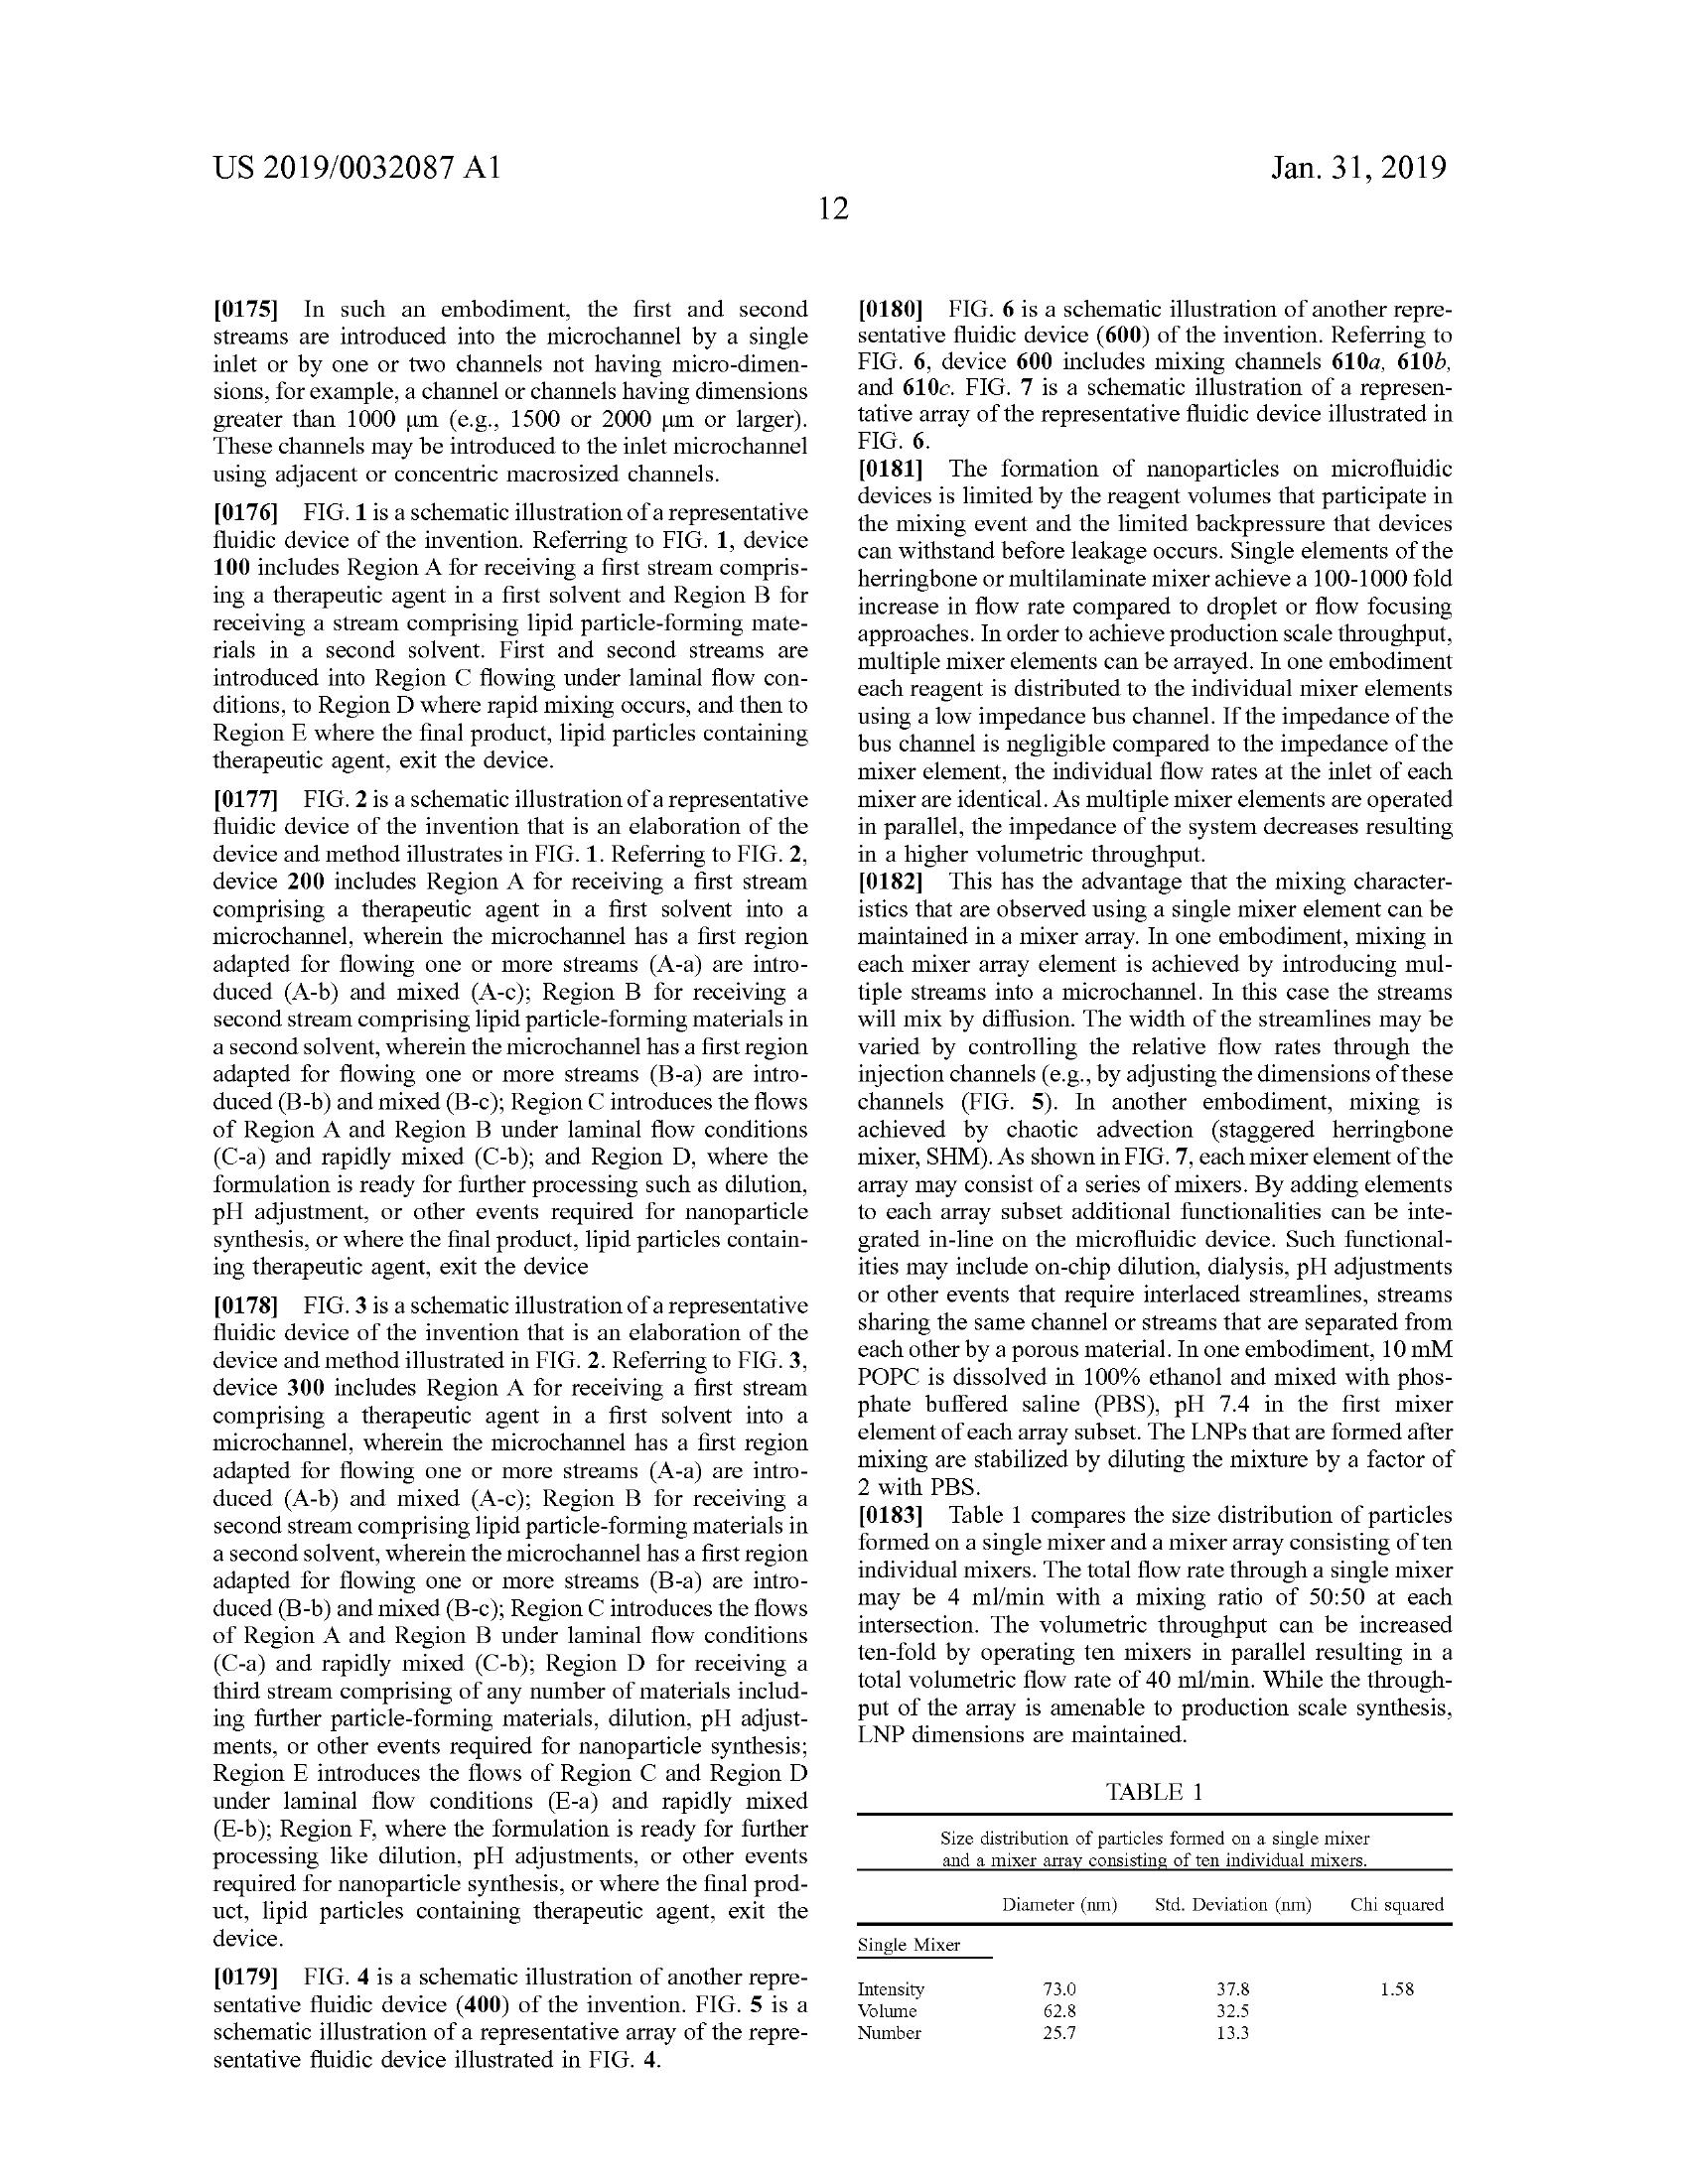 US 2019/0032087 A1
Jan. 31, 2019
12
[0175] In such an embodiment, the first and second
streams are introduced into the microchannel by a single
inlet or by one or two channels not having micro-dimen-
sions, for example, a channel or channels having dimensions
greater than 1000 μm (e.g., 1500 or 2000 μm or larger).
These channels may be introduced to the inlet microchannel
using adjacent or concentric macrosized channels.
[0176] FIG. 1 is a schematic illustration of a representative
fluidic device of the invention. Referring to FIG. 1, device
100 includes Region A for receiving a first stream compris-
ing a therapeutic agent in a first solvent and Region B for
receiving a stream comprising lipid particle-forming mate-
rials in a second solvent. First and second streams are
introduced into Region C flowing under laminal flow con-
ditions, to Region D where rapid mixing occurs, and then to
Region E where the final product, lipid particles containing
therapeutic agent, exit the device.
[0177] FIG. 2 is a schematic illustration of a representative
fluidic device of the invention that is an elaboration of the
device and method illustrates in FIG. 1. Referring to FIG. 2,
device 200 includes Region A for receiving a first stream
comprising a therapeutic agent in a first solvent into a
microchannel, wherein the microchannel has a first region
adapted for flowing one or more streams (A-a) are intro-
duced (A-b) and mixed (A-c); Region B for receiving a
second stream comprising lipid particle-forming materials in
a second solvent, wherein the microchannel has a first region
adapted for flowing one or more streams (B-a) are intro-
duced (B-b) and mixed (B-c); Region C introduces the flows
of Region A and Region B under laminal flow conditions
(C-a) and rapidly mixed (C-b); and Region D, where the
formulation is ready for further processing such as dilution,
pH adjustment, or other events required for nanoparticle
synthesis, or where the final product, lipid particles contain-
ing therapeutic agent, exit the device
[0178] FIG. 3 is a schematic illustration of a representative
fluidic device of the invention that is an elaboration of the
device and method illustrated in FIG. 2. Referring to FIG. 3,
device 300 includes Region A for receiving a first stream
comprising a therapeutic agent in a first solvent into a
microchannel, wherein the microchannel has a first region
adapted for flowing one or more streams (A-a) are intro-
duced (A-b) and mixed (A-c); Region B for receiving a
second stream comprising lipid particle-forming materials in
a second solvent, wherein the microchannel has a first region
adapted for flowing one or more streams (B-a) are intro-
duced (B-b) and mixed (B-c); Region C introduces the flows
of Region A and Region B under laminal flow conditions
(C-a) and rapidly mixed (C-b); Region D for receiving a
third stream comprising of any number of materials includ-
ing further particle-forming materials, dilution, pH adjust-
ments, or other events required for nanoparticle synthesis;
Region E introduces the flows of Region C and Region D
under laminal flow conditions (E-a) and rapidly mixed
(E-b); Region F, where the formulation is ready for further
processing like dilution, pH adjustments, or other events
required for nanoparticle synthesis, or where the final prod-
uct, lipid particles containing therapeutic agent, exit the
device.
[0179] FIG. 4 is a schematic illustration of another repre-
sentative fluidic device (400) of the invention. FIG. 5 is a
schematic illustration of a representative array of the repre-
sentative fluidic device illustrated in FIG. 4.
[0180] FIG. 6 is a schematic illustration of another repre-
sentative fluidic device (600) of the invention. Referring to
FIG. 6, device 600 includes mixing channels 610a, 610b,
and 610c. FIG. 7 is a schematic illustration of a represen-
tative array of the representative fluidic device illustrated in
FIG. 6.
[0181] The formation of nanoparticles on microfluidic
devices is limited by the reagent volumes that participate in
the mixing event and the limited backpressure that devices
can withstand before leakage occurs. Single elements of the
herringbone or multilaminate mixer achieve a 100-1000 fold
increase in flow rate compared to droplet or flow focusing
approaches. In order to achieve production scale throughput,
multiple mixer elements can be arrayed. In one embodiment
each reagent is distributed to the individual mixer elements
using a low impedance bus channel. If the impedance of the
bus channel is negligible compared to the impedance of the
mixer element, the individual flow rates at the inlet of each
mixer are identical. As multiple mixer elements are operated
in parallel, the impedance of the system decreases resulting
in a higher volumetric throughput.
[0182] This has the advantage that the mixing character-
istics that are observed using a single mixer element can be
maintained in a mixer array. In one embodiment, mixing in
each mixer array element is achieved by introducing mul-
tiple streams into a microchannel. In this case the streams
will mix by diffusion. The width of the streamlines may be
varied by controlling the relative flow rates through the
injection channels (e.g., by adjusting the dimensions of these
channels (FIG. 5). In another embodiment, mixing is
achieved by chaotic advection (staggered herringbone
mixer, SHM). As shown in FIG. 7, each mixer element of the
array may consist of a series of mixers. By adding elements
to each array subset additional functionalities can be inte-
grated in-line on the microfluidic device. Such functional-
ities may include on-chip dilution, dialysis, pH adjustments
or other events that require interlaced streamlines, streams
sharing the same channel or streams that are separated from
each other by a porous material. In one embodiment, 10 mM
POPC is dissolved in 100% ethanol and mixed with phos-
phate buffered saline (PBS), pH 7.4 in the first mixer
element of each array subset. The LNPs that are formed after
mixing are stabilized by diluting the mixture by a factor of
2 with PBS.
[0183] Table 1 compares the size distribution of particles
formed on a single mixer and a mixer array consisting of ten
individual mixers. The total flow rate through a single mixer
may be 4 ml/min with a mixing ratio of 50:50 at each
intersection. The volumetric throughput can be increased
ten-fold by operating ten mixers in parallel resulting in a
total volumetric flow rate of 40 ml/min. While the through-
put of the array is amenable to production scale synthesis,
LNP dimensions are maintained.
TABLE 1
Size distribution of particles formed on a single mixer
and a mixer array consisting of ten individual mixers.
Diameter (nm) Std. Deviation (nm) Chi squared
Single Mixer
Intensity 73.0 37.8 1.58
Volume 62.8 32.5
Number 25.7 13.3